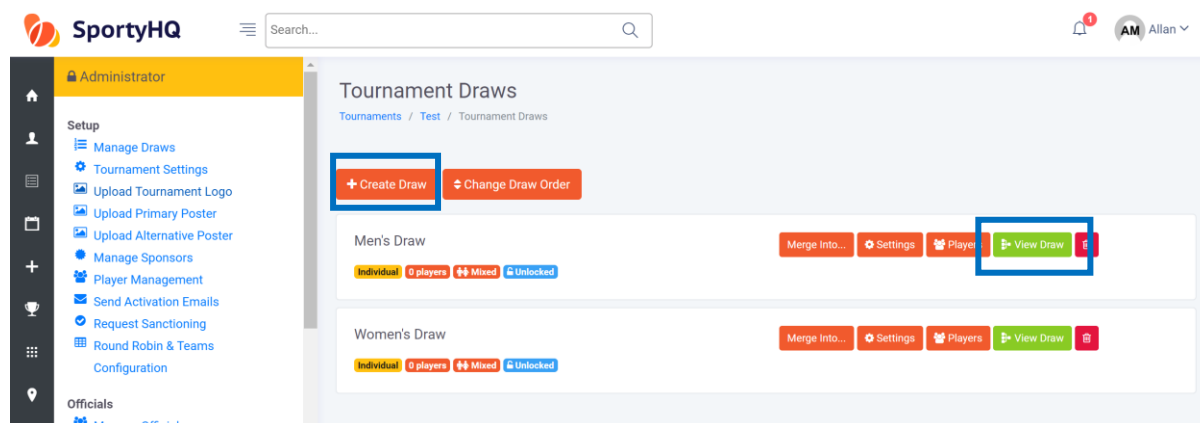 SportyHQ
Search...
1
AM Allan
Administrator
Setup
Manage Draws
Tournament Settings
Upload Tournament Logo
Upload Primary Poster
Upload Alternative Poster
Manage Sponsors
Player Management
Send Activation Emails
Request Sanctioning
Round Robin & Teams
Configuration
Officials
Tournament Draws
Tournaments / Test / Tournament Draws
+ Create Draw Change Draw Order
Men's Draw
Merge Into... Settings Players View Draw
Individual 0 players Mixed Unlocked
Women's Draw
Merge Into... Settings Players View Draw
Individual 0 players Mixed Unlocked